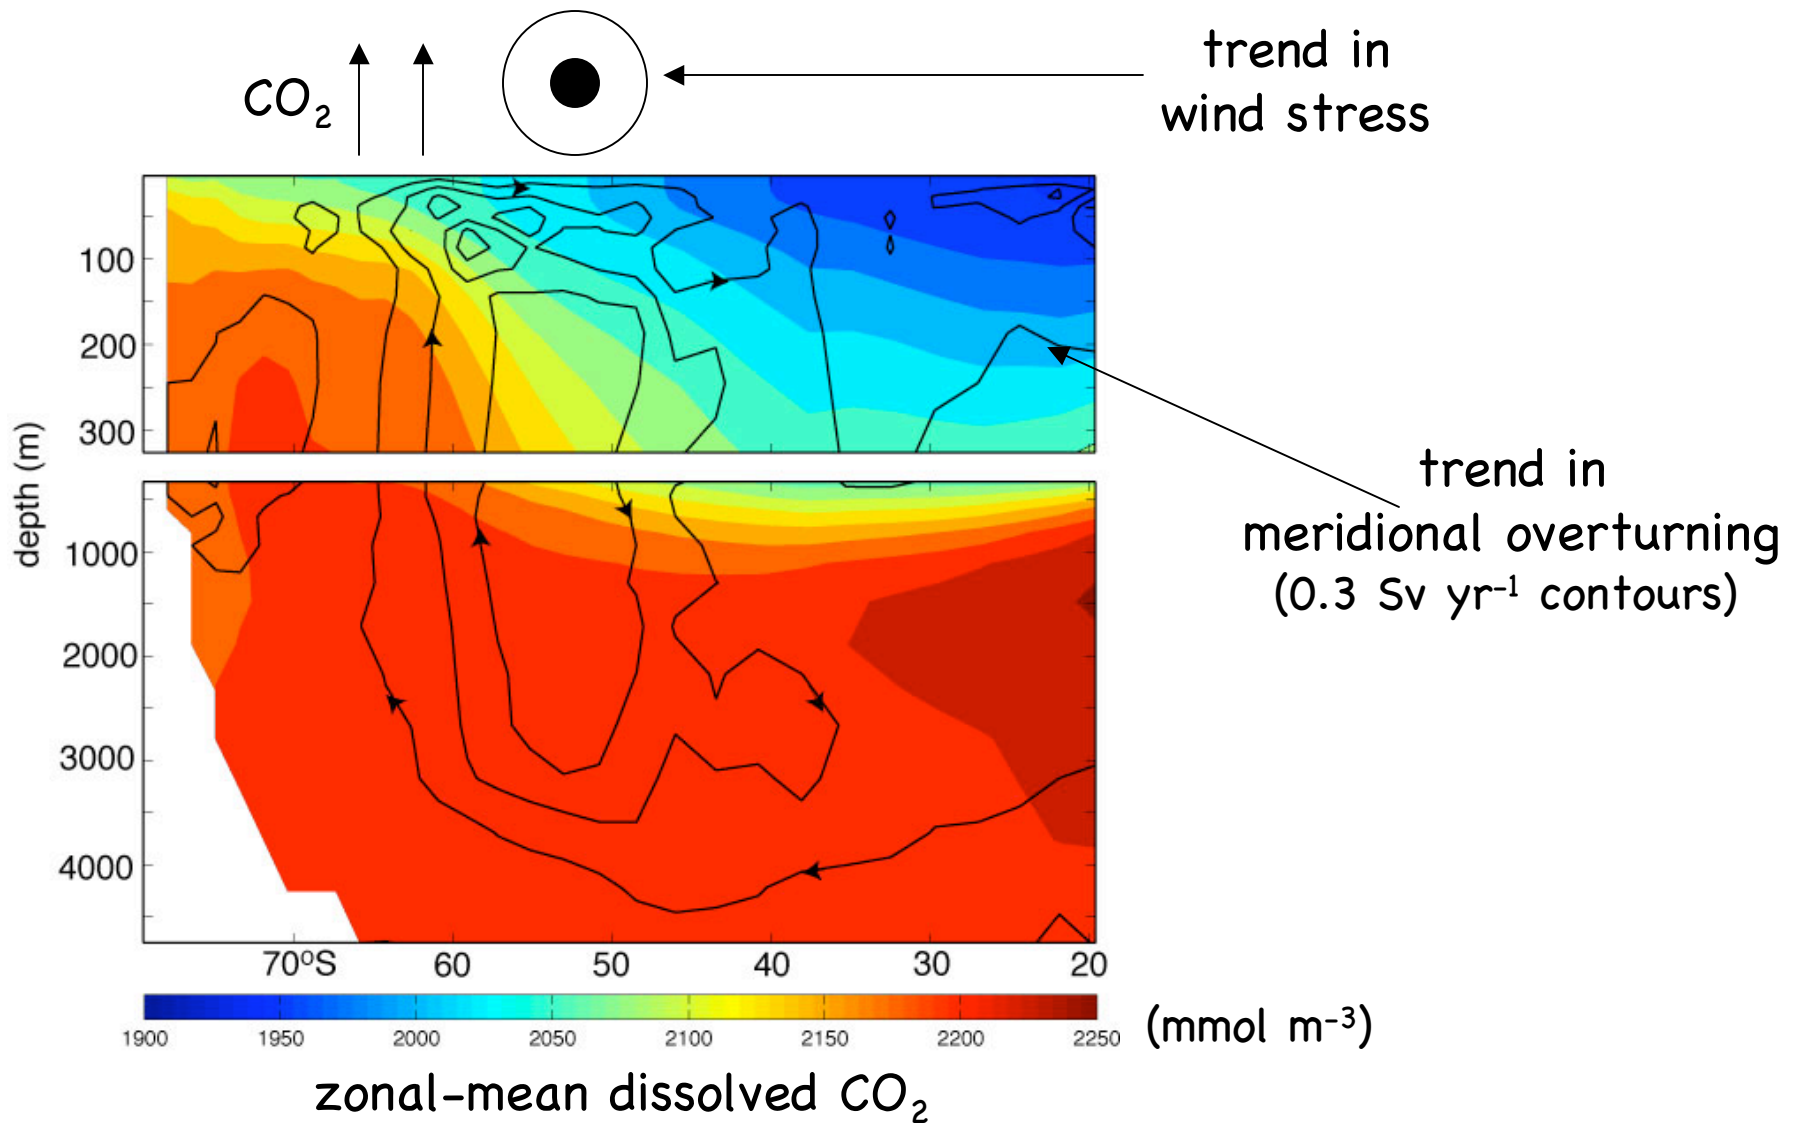 CO₂
trend in
wind stress
100
200
300
depth (m)
trend in
meridional overturning
(0.3 Sv yr⁻¹ contours)
1000
2000
3000
4000
70°S 60 50 40 30 20
1900 1950 2000 2050 2100 2150 2200 2250
(mmol m⁻³)
zonal-mean dissolved CO₂